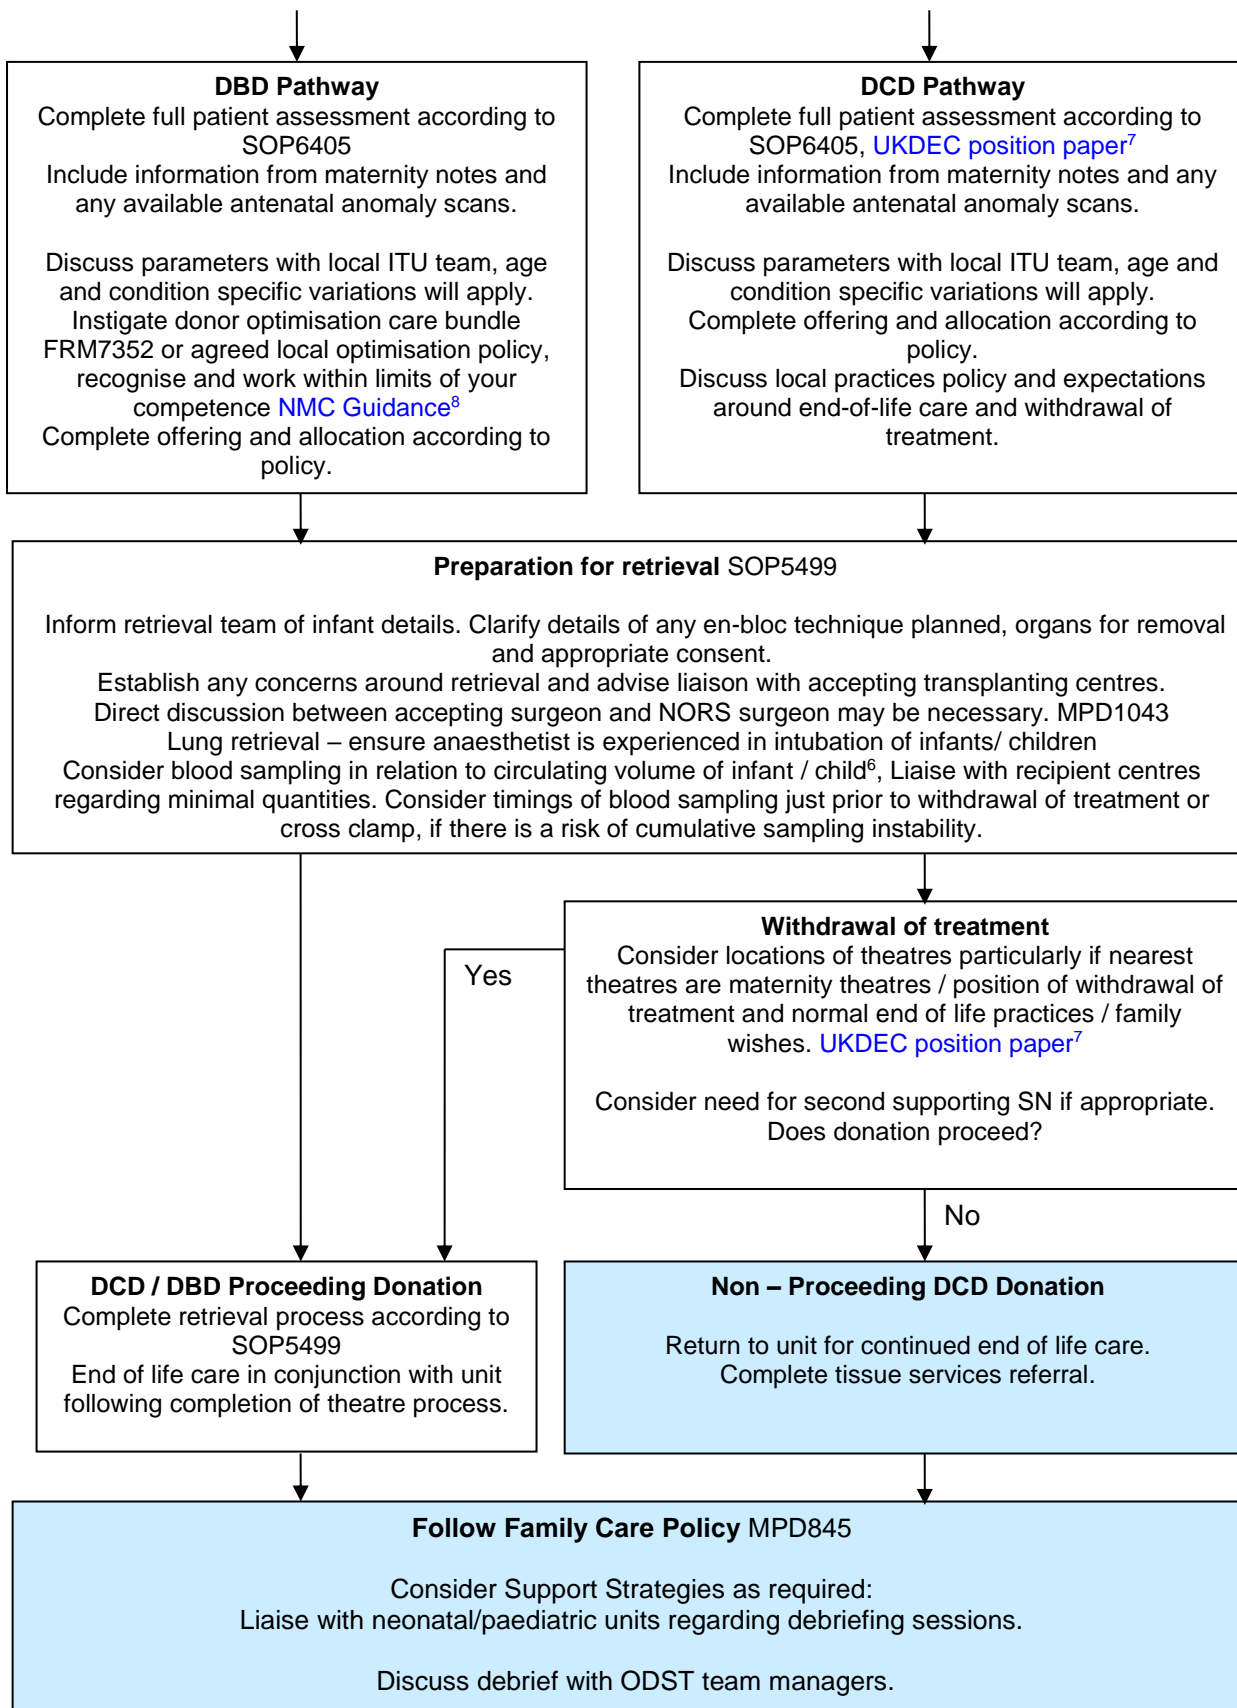 DBD Pathway
Complete full patient assessment according to
SOP6405
Include information from maternity notes and
any available antenatal anomaly scans.
Discuss parameters with local ITU team, age
and condition specific variations will apply.
Instigate donor optimisation care bundle
FRM7352 or agreed local optimisation policy,
recognise and work within limits of your
competence NMC Guidance⁸
Complete offering and allocation according to
policy.
DCD Pathway
Complete full patient assessment according to
SOP6405, UKDEC position paper⁷
Include information from maternity notes and any
available antenatal anomaly scans.
Discuss parameters with local ITU team, age and
condition specific variations will apply.
Complete offering and allocation according to
policy.
Discuss local practices policy and expectations
around end-of-life care and withdrawal of
treatment.
Preparation for retrieval SOP5499
Inform retrieval team of infant details. Clarify details of any en-bloc technique planned, organs for removal
and appropriate consent.
Establish any concerns around retrieval and advise liaison with accepting transplanting centres.
Direct discussion between accepting surgeon and NORS surgeon may be necessary. MPD1043
Lung retrieval – ensure anaesthetist is experienced in intubation of infants/ children
Consider blood sampling in relation to circulating volume of infant / child⁶, Liaise with recipient centres
regarding minimal quantities. Consider timings of blood sampling just prior to withdrawal of treatment or
cross clamp, if there is a risk of cumulative sampling instability.
Withdrawal of treatment
Consider locations of theatres particularly if nearest
theatres are maternity theatres / position of withdrawal of
treatment and normal end of life practices / family
wishes. UKDEC position paper⁷
Consider need for second supporting SN if appropriate.
Does donation proceed?
Yes
No
DCD / DBD Proceeding Donation
Complete retrieval process according to
SOP5499
End of life care in conjunction with unit
following completion of theatre process.
Non – Proceeding DCD Donation
Return to unit for continued end of life care.
Complete tissue services referral.
Follow Family Care Policy MPD845
Consider Support Strategies as required:
Liaise with neonatal/paediatric units regarding debriefing sessions.
Discuss debrief with ODST team managers.